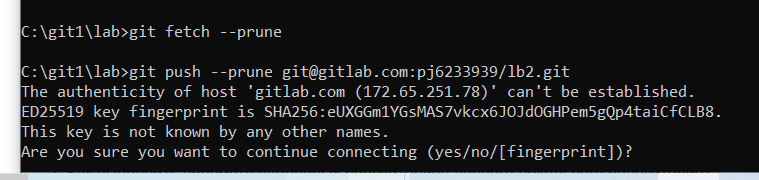 C:\git1\lab>git fetch --prune
C:\git1\lab>git push --prune git@gitlab.com:pj6233939/lb2.git
The authenticity of host 'gitlab.com (172.65.251.78)' can't be established.
ED25519 key fingerprint is SHA256:eUXGGm1YGsMAS7vkcx6JOJdOGHPem5gQp4taiCfCLB8.
This key is not known by any other names.
Are you sure you want to continue connecting (yes/no/[fingerprint])?